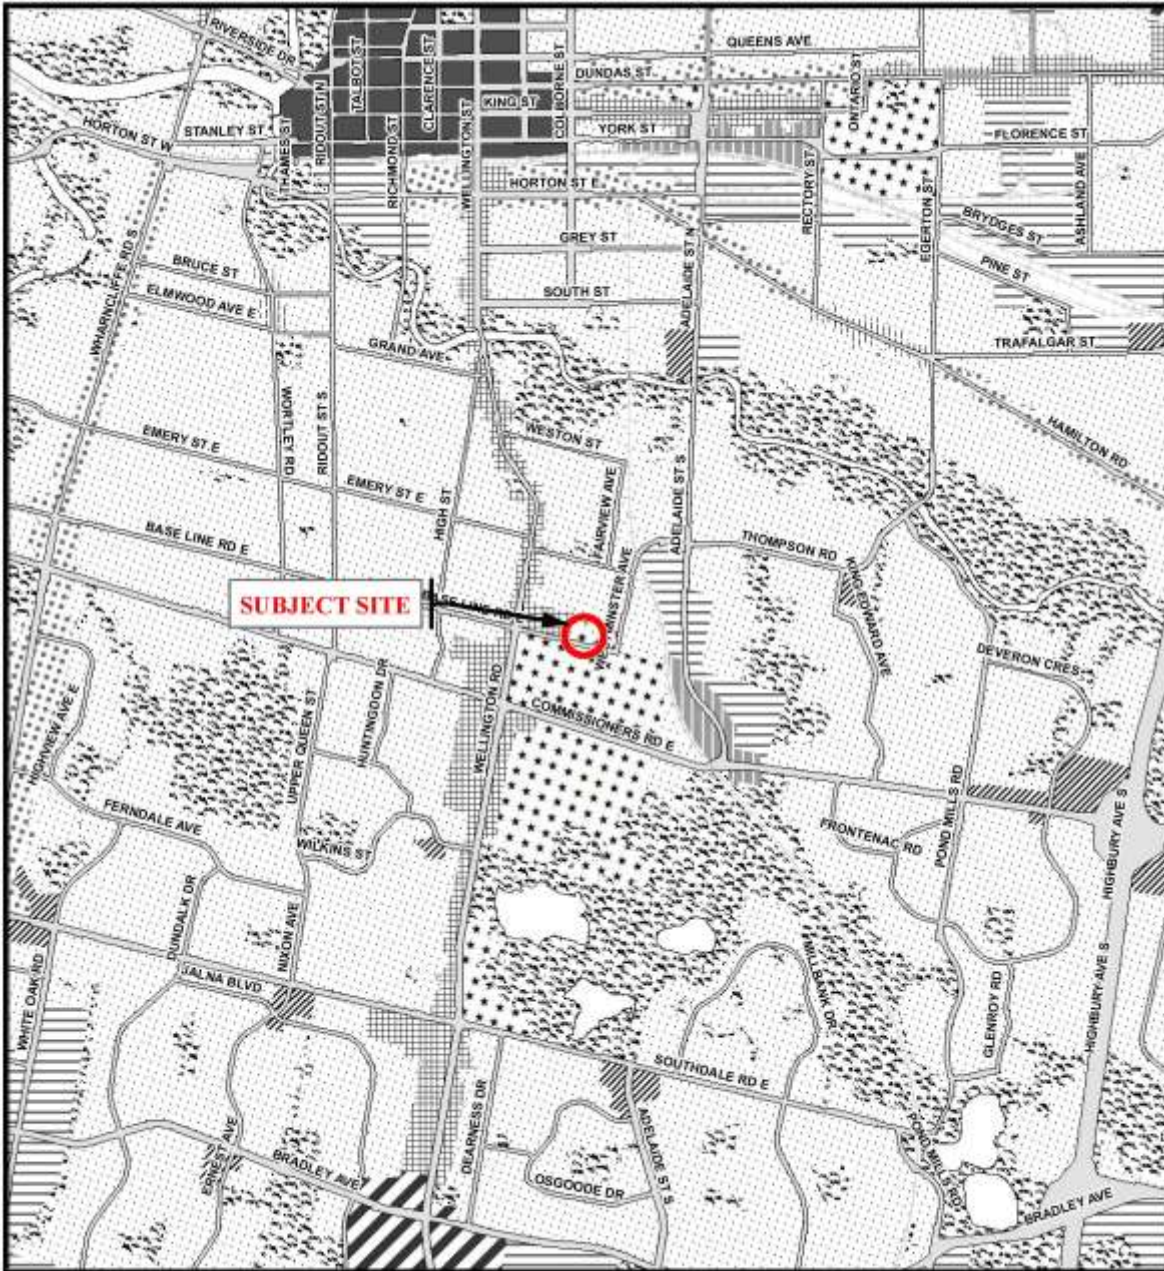 RIVERSIDE DR
QUEENS AVE
TALBOT ST
CLARENCE ST
COLBORNE ST
DUNDAS ST
ONTARIO ST
KING ST
RIDOUT ST N
WELLINGTON ST
HORTON ST W
STANLEY ST
YORK ST
FLORENCE ST
THAMES ST
RICHMOND ST
RECTORY ST
ASHLAND AVE
HORTON ST E
EGERTON ST
BRYDGES ST
WHARNCLIFFE RD S
GREY ST
ADELAIDE ST N
BRUCE ST
PINE ST
ELMWOOD AVE E
SOUTH ST
GRAND AVE
TRAFALGAR ST
WORTLEY RD
RIDOUT ST S
HAMILTON RD
EMERY ST E
WESTON ST
EMERY ST E
HIGH ST
FAIRVIEW AVE
ADELAIDE ST S
BASE LINE RD E
THOMPSON RD
KING EDWARD AVE
SUBJECT SITE
DEVERON CRES
HIGHVIEW AVE E
UPPER QUEEN ST
HUNTINGDON DR
WELLINGTON RD
COMMISSIONERS RD E
FERNDALE AVE
WILKINS ST
FRONTENAC RD
POND MILLS RD
HIGHBURY AVE S
DUNDALK DR
NIXON AVE
JALNA BLVD
WHITE OAK RD
MILLBANK DR
GLENROY RD
HIGHBURY AVE S
SOUTHDALE RD E
DEARNESS DR
ADELAIDE ST S
POND MILLS RD
ERNEST AVE
BRADLEY AVE
OSGOODE DR
BRADLEY AVE